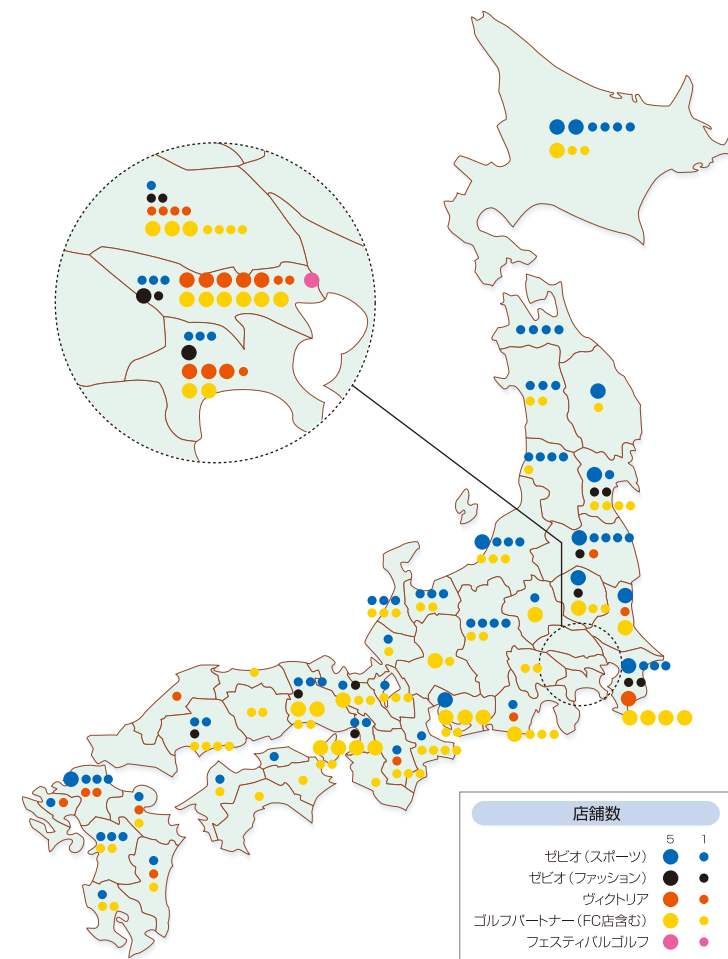 店舗数
5 1
ゼビオ（スポーツ）
ゼビオ（ファッション）
ヴィクトリア
ゴルフパートナー（FC店含む）
フェスティバルゴルフ